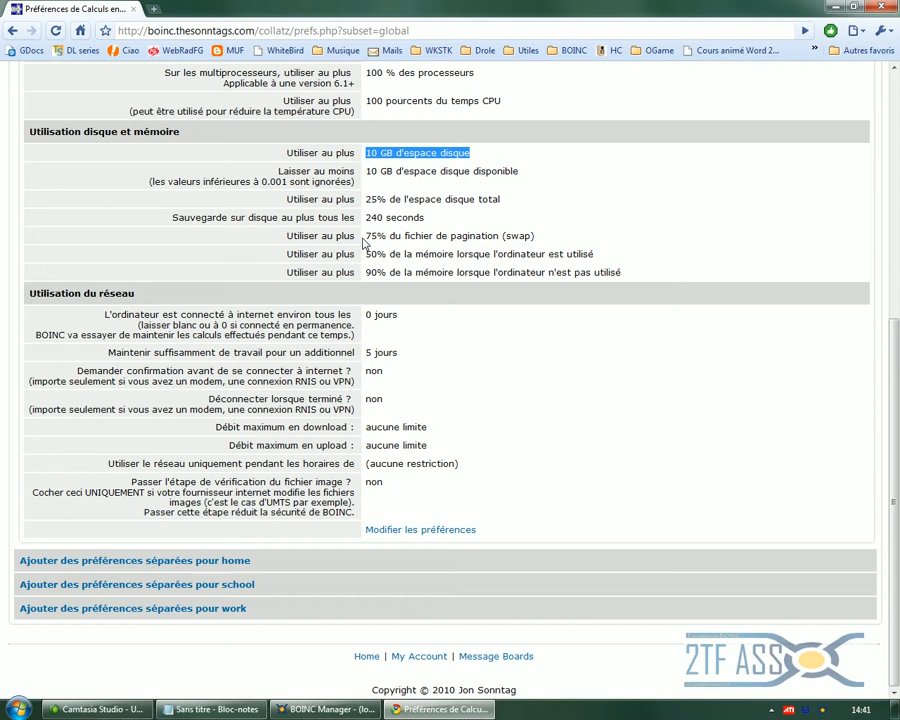 Préférences de Calculs en...
http://boinc.thesonntags.com/collatz/prefs.php?subset=global
GDocs DL series Ciao WebRadFG MUF WhiteBird Musique Mails WKSTK Drole Utiles BOINC HC OGame Cours animé Word 2... » Autres favoris
Sur les multiprocesseurs, utiliser au plus 100 % des processeurs
Applicable à une version 6.1+
Utiliser au plus 100 pourcents du temps CPU
(peut être utilisé pour réduire la température CPU)
Utilisation disque et mémoire
Utiliser au plus 10 GB d'espace disque
Laisser au moins 10 GB d'espace disque disponible
(les valeurs inférieures à 0.001 sont ignorées)
Utiliser au plus 25% de l'espace disque total
Sauvegarde sur disque au plus tous les 240 seconds
Utiliser au plus 75% du fichier de pagination (swap)
Utiliser au plus 50% de la mémoire lorsque l'ordinateur est utilisé
Utiliser au plus 90% de la mémoire lorsque l'ordinateur n'est pas utilisé
Utilisation du réseau
L'ordinateur est connecté à internet environ tous les 0 jours
(laisser blanc ou à 0 si connecté en permanence.
BOINC va essayer de maintenir les calculs effectués pendant ce temps.)
Maintenir suffisamment de travail pour un additionnel 5 jours
Demander confirmation avant de se connecter à internet ? non
(importe seulement si vous avez un modem, une connexion RNIS ou VPN)
Déconnecter lorsque terminé ? non
(importe seulement si vous avez un modem, une connexion RNIS ou VPN)
Débit maximum en download : aucune limite
Débit maximum en upload : aucune limite
Utiliser le réseau uniquement pendant les horaires de (aucune restriction)
Passer l'étape de vérification du fichier image ? non
Cocher ceci UNIQUEMENT si votre fournisseur internet modifie les fichiers
images (c'est le cas d'UMTS par exemple).
Passer cette étape réduit la sécurité de BOINC.
Modifier les préférences
Ajouter des préférences séparées pour home
Ajouter des préférences séparées pour school
Ajouter des préférences séparées pour work
Home | My Account | Message Boards
2TF ASSO
Copyright © 2010 Jon Sonntag
Camtasia Studio - U... Sans titre - Bloc-notes BOINC Manager - (lo... Préférences de Calcu... 14:41